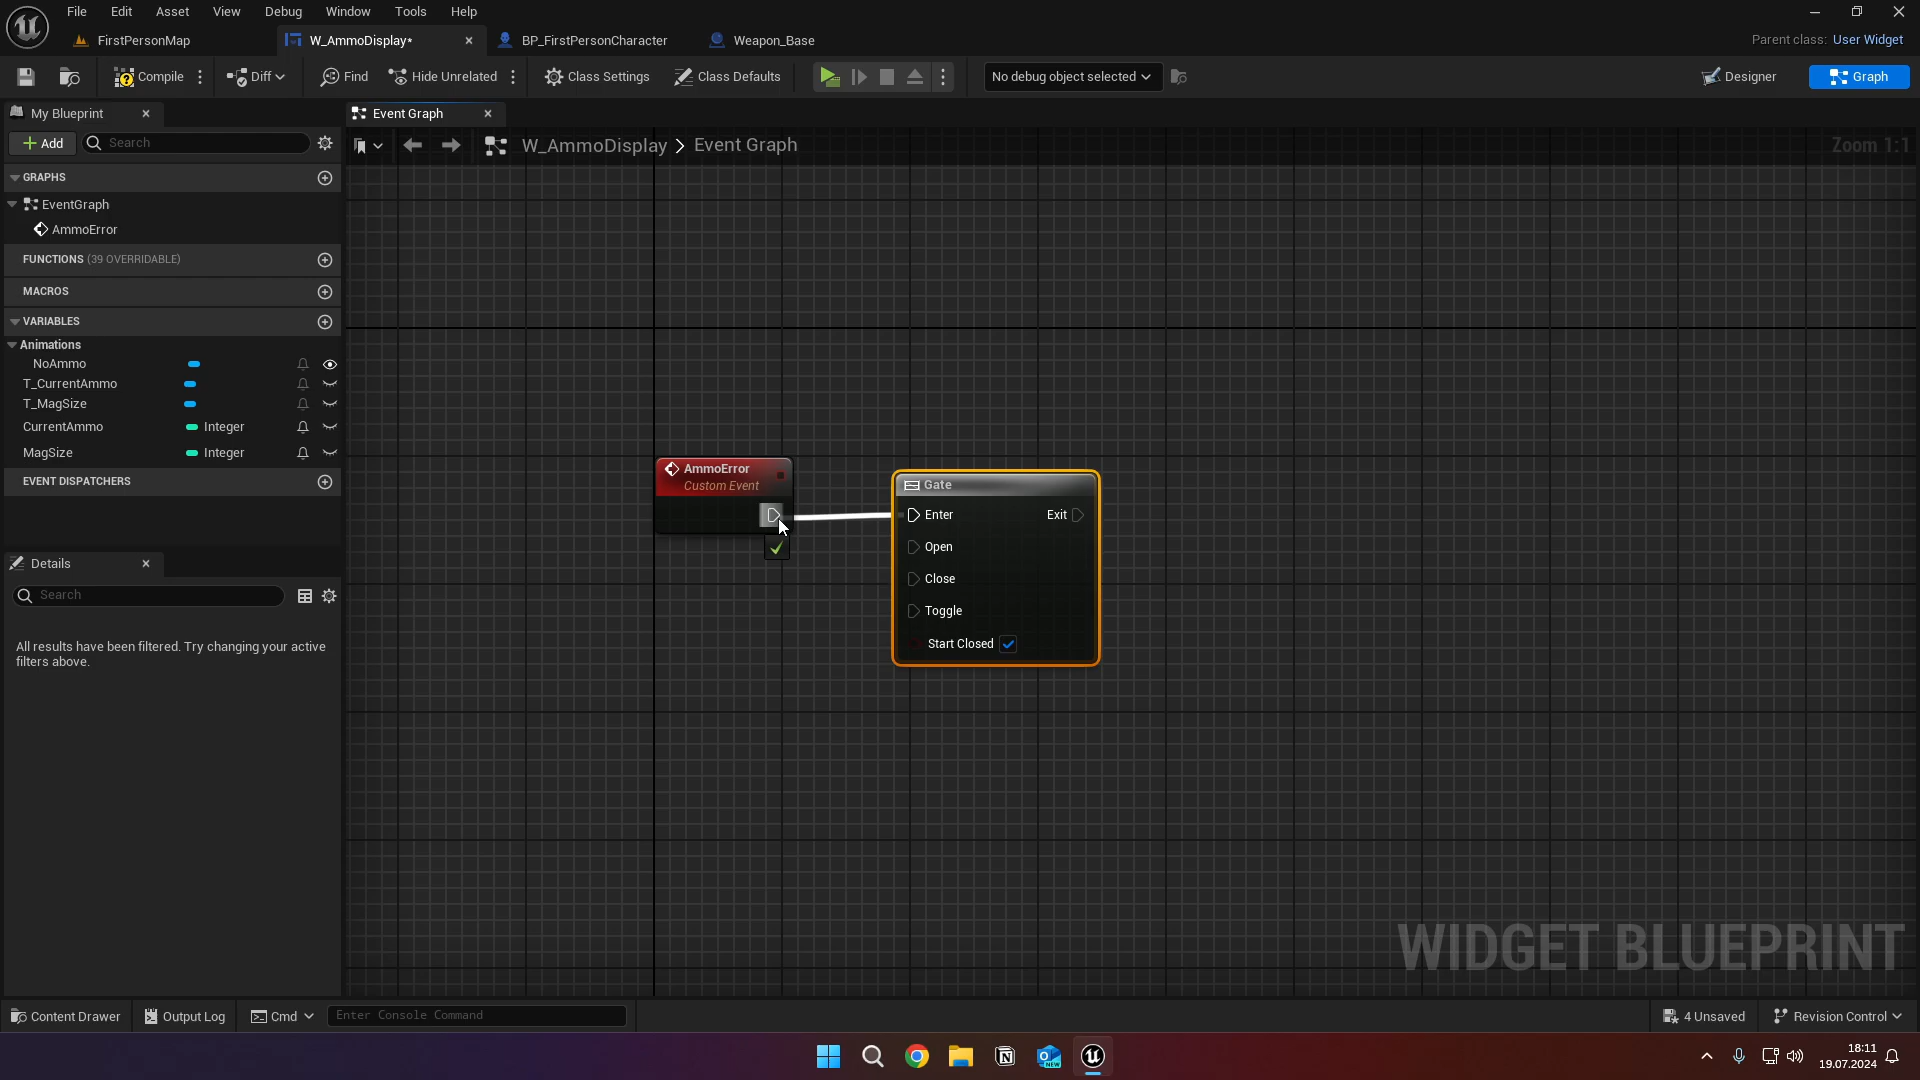 File Edit Asset View Debug Window Tools Help
FirstPersonMap W_AmmoDisplay* BP_FirstPersonCharacter Weapon_Base Parent class: User Widget
Compile Diff Find Hide Unrelated Class Settings Class Defaults No debug object selected Designer Graph
My Blueprint Event Graph
Add Search W_AmmoDisplay > Event Graph Zoom 1:1
GRAPHS
EventGraph
AmmoError
FUNCTIONS (39 OVERRIDABLE)
MACROS
VARIABLES
Animations
NoAmmo
T_CurrentAmmo
T_MagSize
CurrentAmmo Integer
MagSize Integer
EVENT DISPATCHERS
AmmoError
Custom Event
Gate
Enter Exit
Open
Close
Toggle
Start Closed
Details
Search
All results have been filtered. Try changing your active
filters above.
WIDGET BLUEPRINT
Content Drawer Output Log Cmd Enter Console Command 4 Unsaved Revision Control
NEW
18:11
19.07.2024